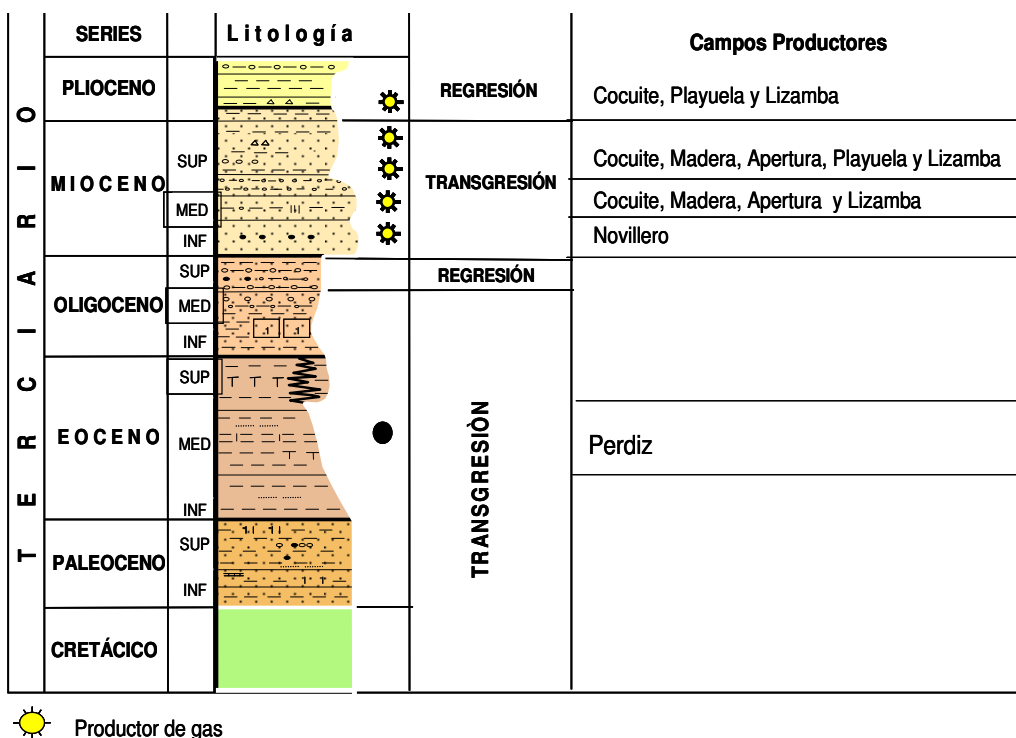 SERIES Litología Campos Productores
PLIOCENO REGRESIÓN Cocuite, Playuela y Lizamba
MIOCENO SUP TRANSGRESIÓN Cocuite, Madera, Apertura, Playuela y Lizamba
MED Cocuite, Madera, Apertura y Lizamba
INF Novillero
OLIGOCENO SUP REGRESIÓN
MED
INF
EOCENO SUP
MED Perdiz
INF
PALEOCENO SUP
INF
CRETÁCICO
TERCIARIO
TRANSGRESIÒN
Productor de gas